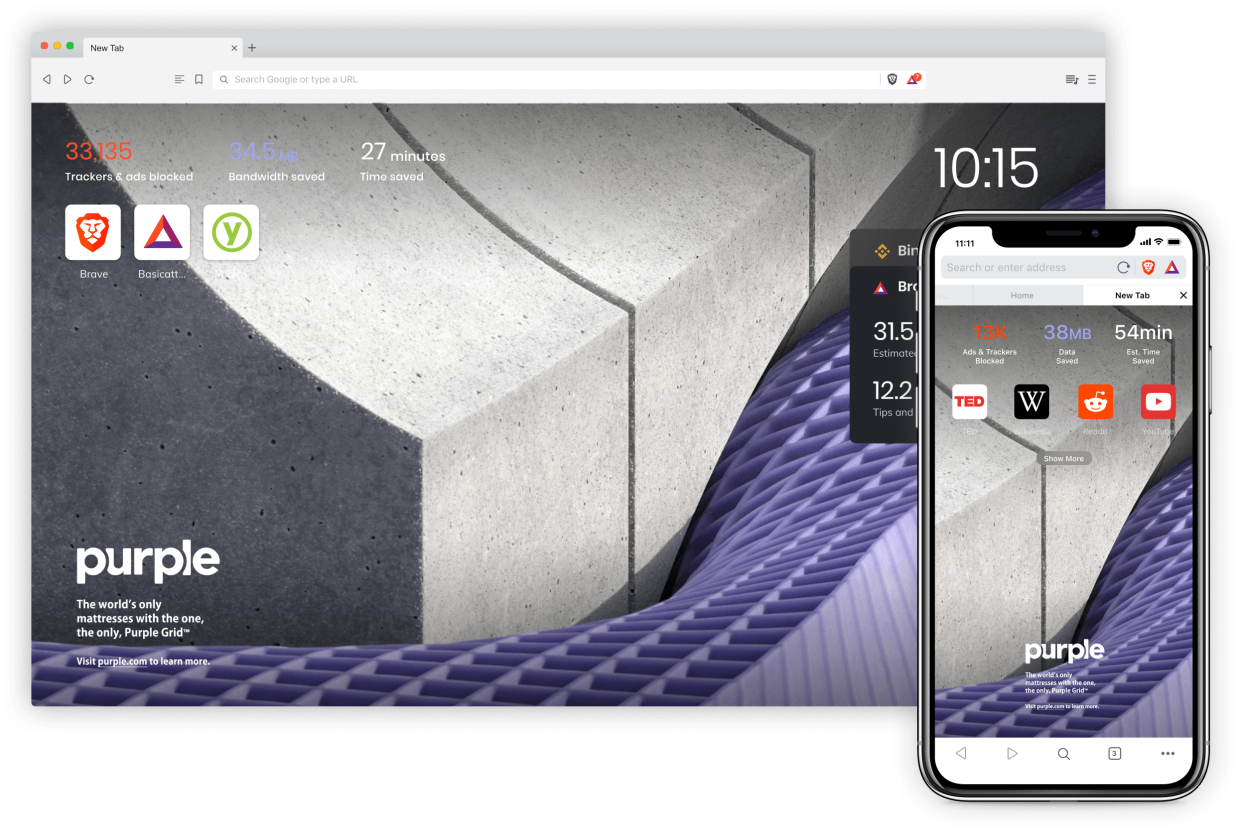 New Tab
Search Google or type a URL
33,135
34.5 MB
27 minutes
Trackers & ads blocked
Bandwidth saved
Time saved
10:15
Brave
Basicatt...
Bin
Br
31.5
Estimated
12.2
Tips and
purple
The world's only
mattresses with the one,
the only, Purple Grid™
Visit purple.com to learn more.
11:11
Search or enter address
Home
New Tab
13K
38MB
54min
Ads & Trackers
Blocked
Data
Saved
Est. Time
Saved
TED
W
TED
Wikipedia
Reddit
YouTube
Show More
purple
The world's only
mattresses with the one,
the only, Purple Grid™
Visit purple.com to learn more.
3